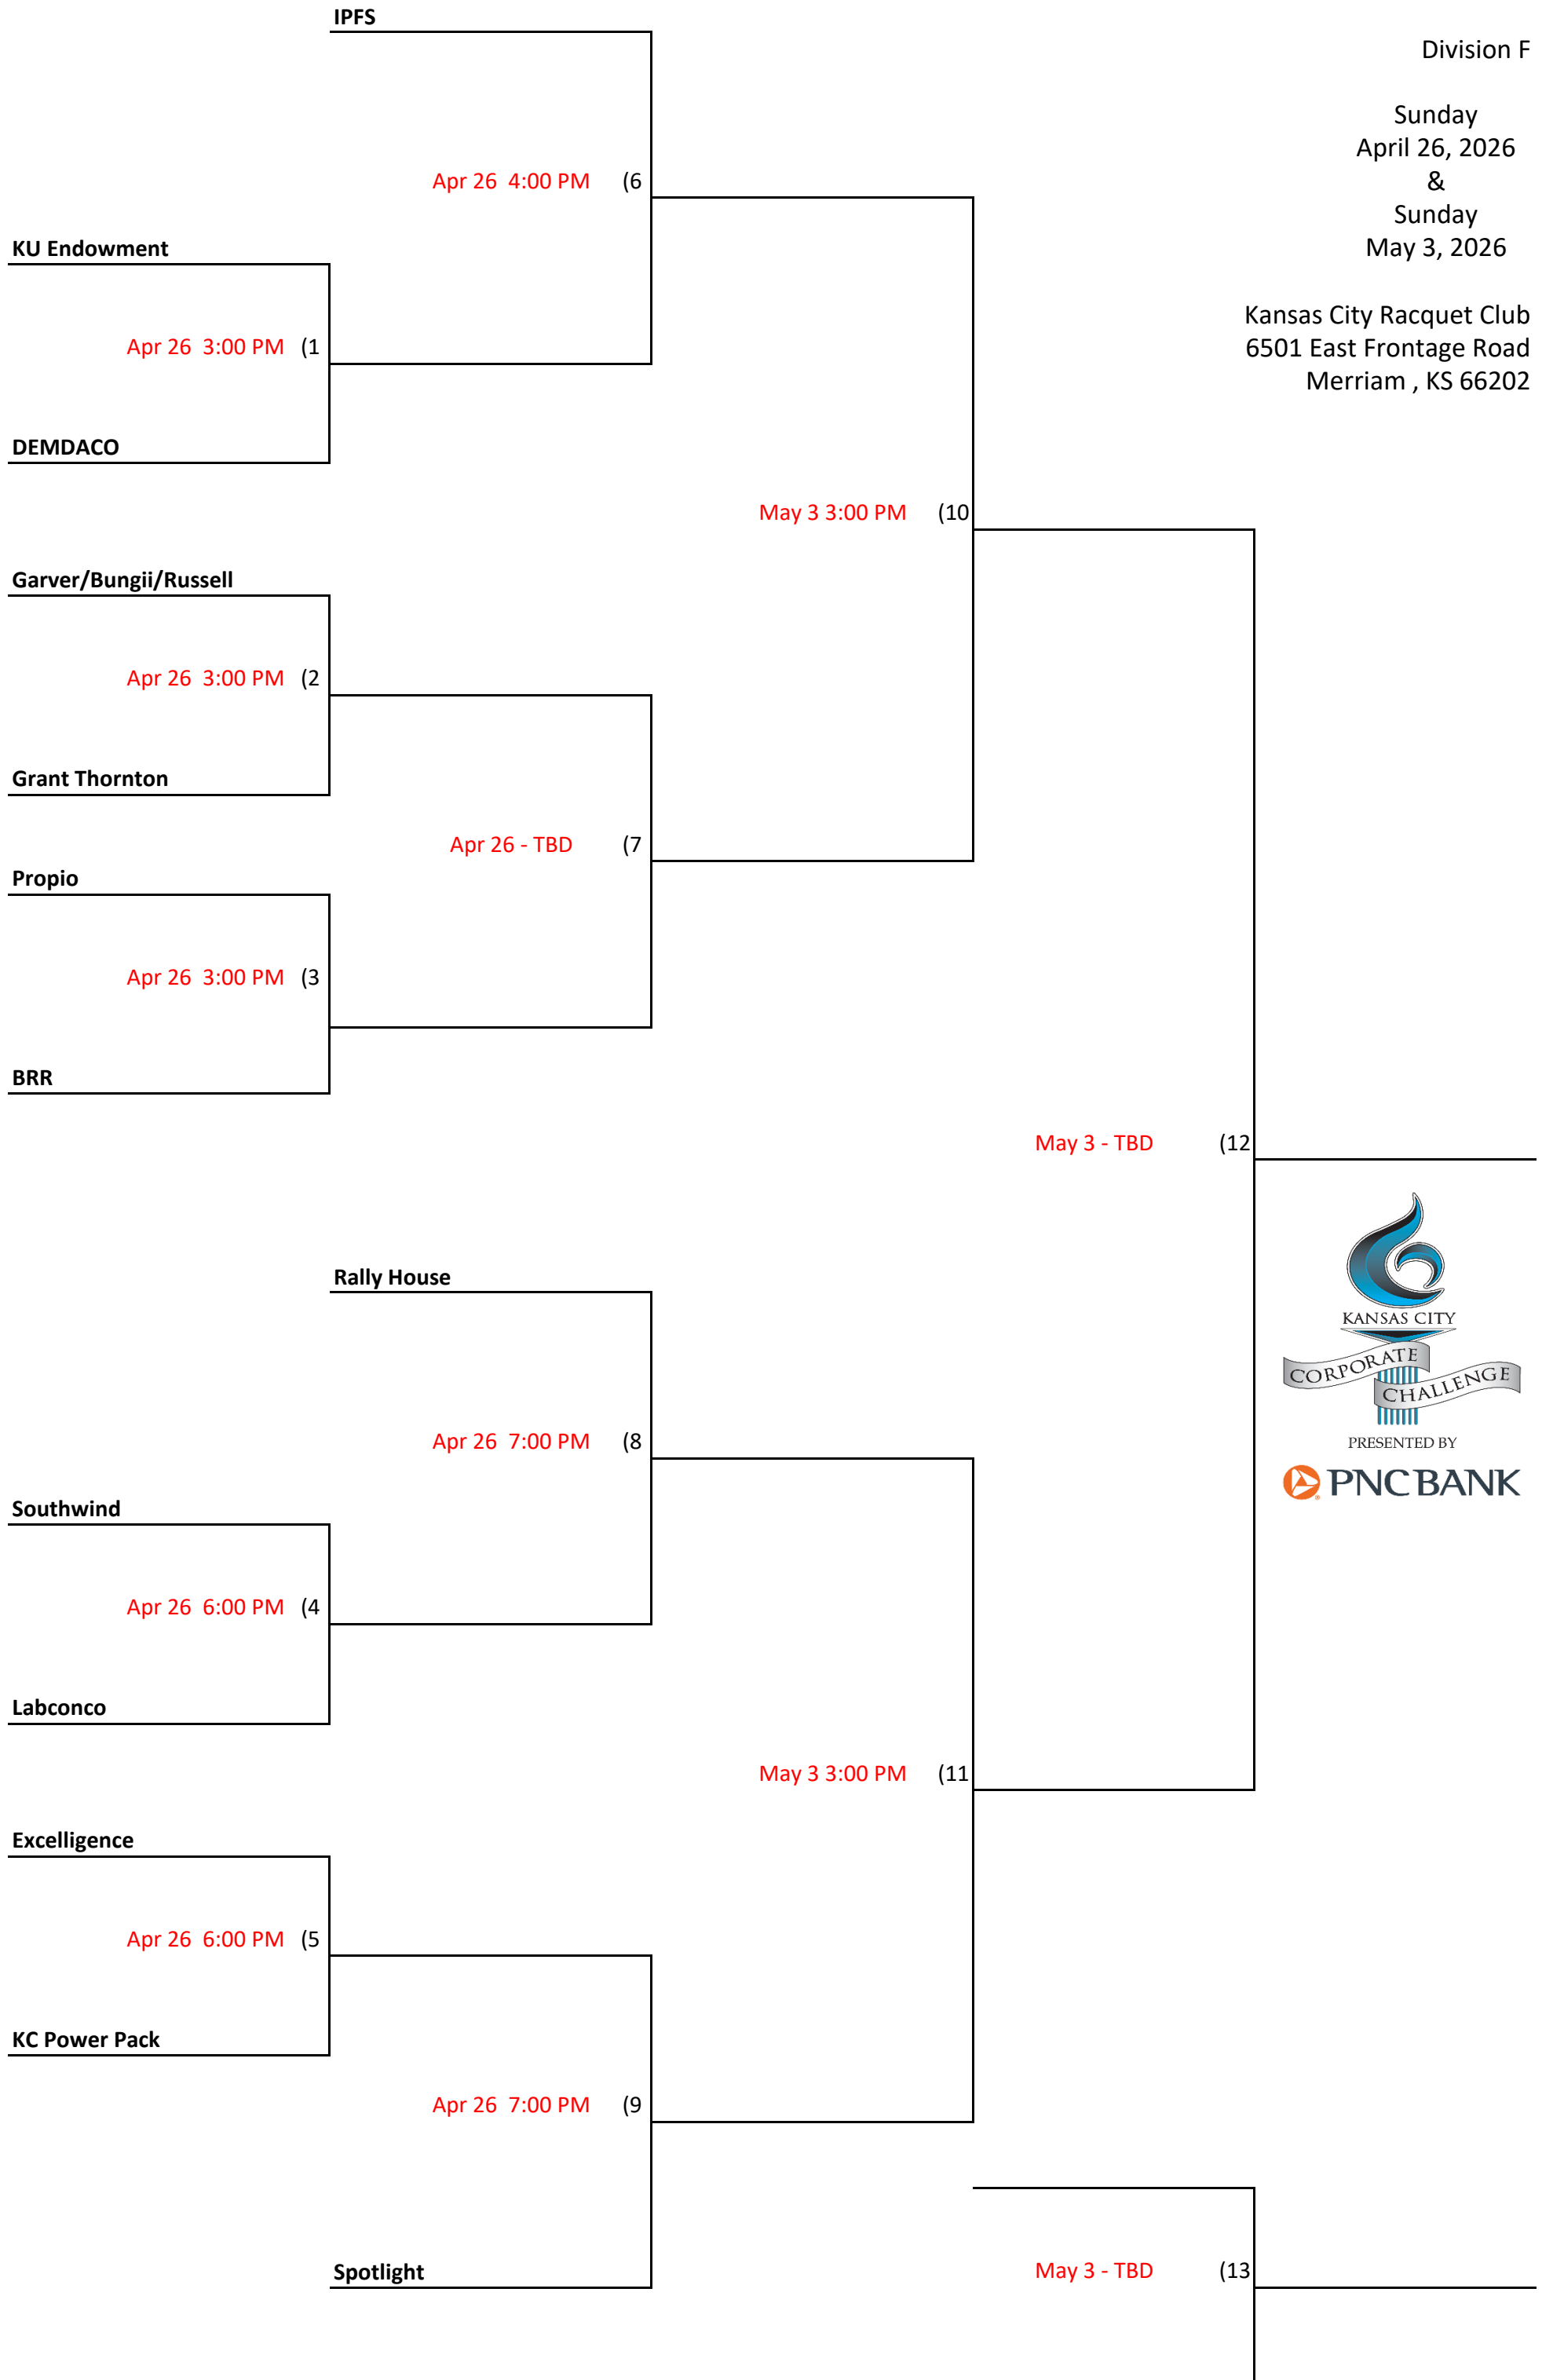 IPFS
Division F
Sunday
April 26, 2026
&
Sunday
May 3, 2026
Apr 26  4:00 PM (6
KU Endowment
Kansas City Racquet Club
6501 East Frontage Road
Merriam , KS 66202
Apr 26  3:00 PM (1
DEMDACO
May 3 3:00 PM (10
Garver/Bungii/Russell
Apr 26  3:00 PM (2
Grant Thornton
Apr 26 - TBD (7
Propio
Apr 26  3:00 PM (3
BRR
May 3 - TBD (12
Rally House
KANSAS CITY
CORPORATE
CHALLENGE
PRESENTED BY
PNC BANK
Apr 26  7:00 PM (8
Southwind
Apr 26  6:00 PM (4
Labconco
May 3 3:00 PM (11
Excelligence
Apr 26  6:00 PM (5
KC Power Pack
Apr 26  7:00 PM (9
Spotlight
May 3 - TBD (13